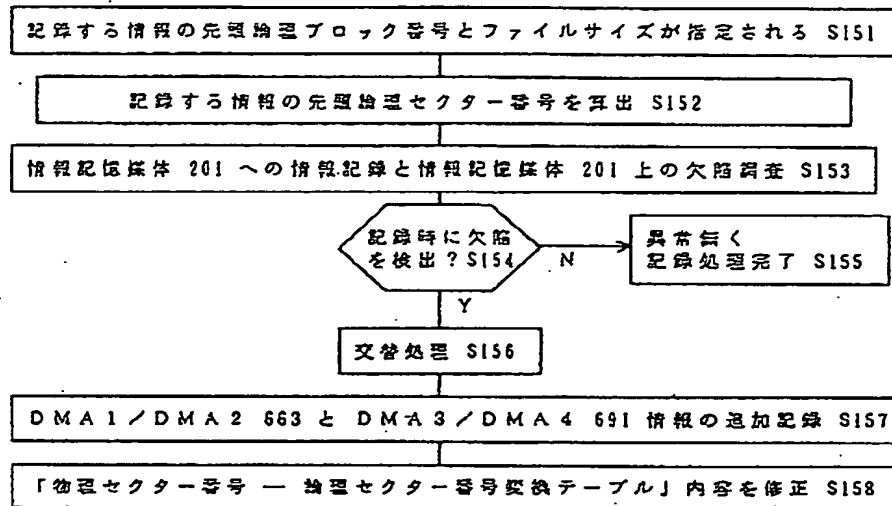 記録する情報の先頭論理ブロック番号とファイルサイズが指定される S151
記録する情報の先頭論理セクター番号を算出 S152
情報記憶媒体 201 への情報記録と情報記憶媒体 201 上の欠陥調査 S153
記録時に欠陥
を検出?S154
N
異常無く
記録処理完了 S155
Y
交替処理 S156
DMA1/DMA2 663 と DMA3/DMA4 691 情報の追加記録 S157
「物理セクター番号 ― 論理セクター番号変換テーブル」内容を修正 S158